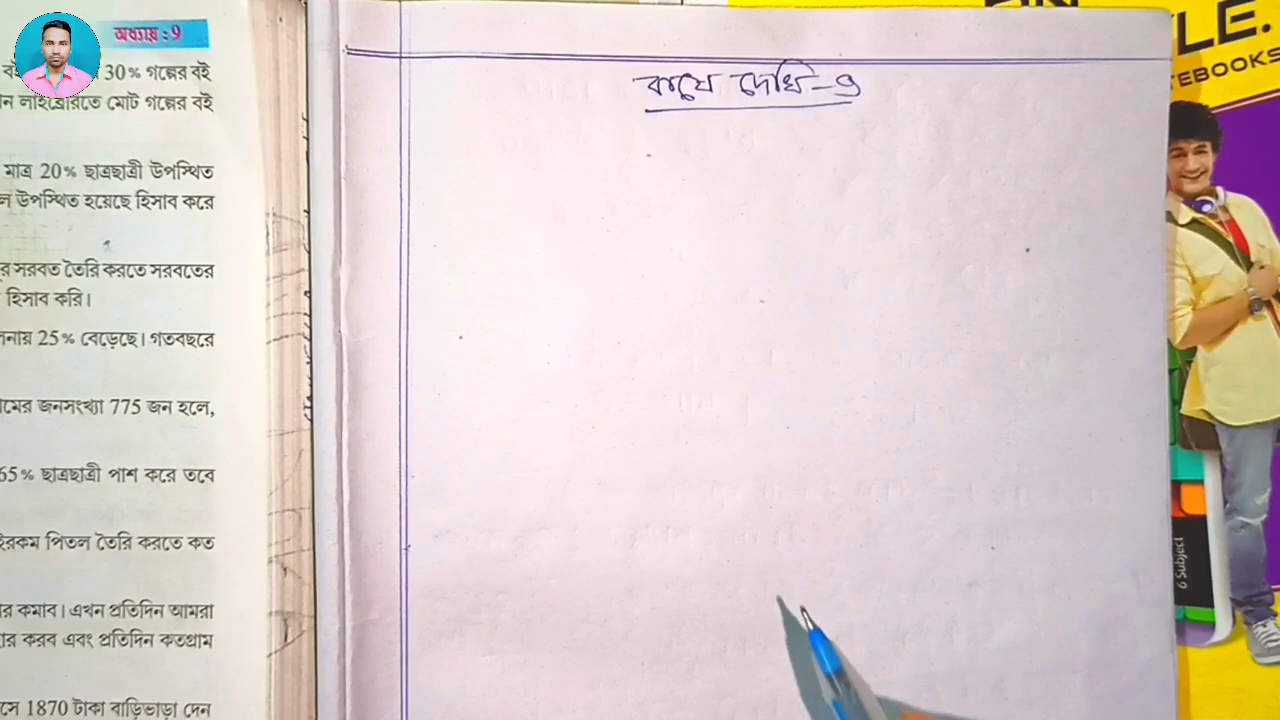 অধ্যায় : 9
30% গল্পের বই
লাইব্রেরিতে মোট গল্পের বই
মাত্র 20% ছাত্রছাত্রী উপস্থিত
উপস্থিত হয়েছে হিসাব করে
সরবত তৈরি করতে সরবতের
হিসাব করি।
25% বেড়েছে। গতবছরে
জনসংখ্যা 775 জন হলে,
65% ছাত্রছাত্রী পাশ করে তবে
পিতল তৈরি করতে কত
কমাব। এখন প্রতিদিন আমরা
করব এবং প্রতিদিন কতগ্রাম
1870 টাকা বাড়িভাড়া দেন
কষে দেখি-9
LE.
TEBOOKS
6 Subject